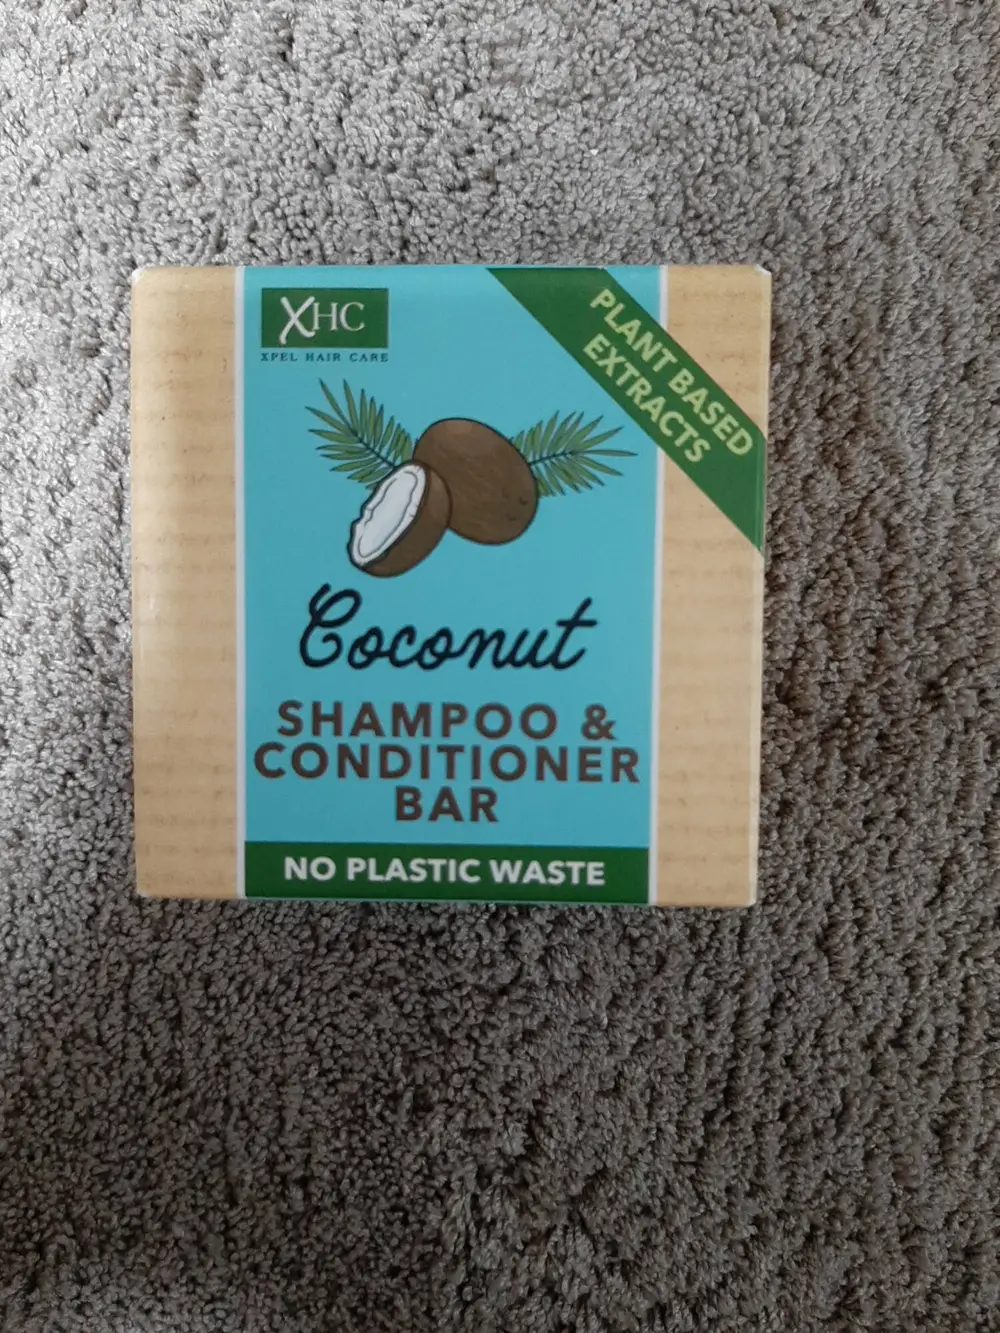 XHC
XPEL HAIR CARE
PLANT BASED
EXTRACTS
Coconut
SHAMPOO &
CONDITIONER
BAR
NO PLASTIC WASTE